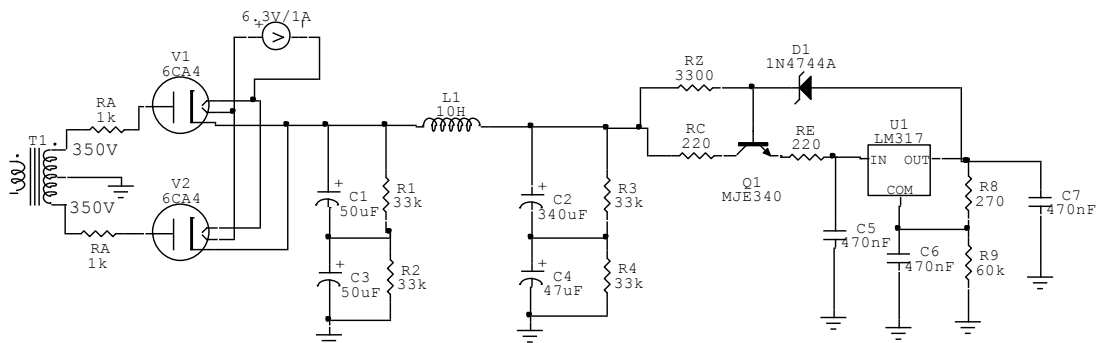 6.3V/1A
+
V1
6CA4
RA
1k
T1
350V
350V
V2
6CA4
RA
1k
L1
10H
+
C1
50uF
R1
33k
+
C3
50uF
R2
33k
+
C2
340uF
R3
33k
+
C4
47uF
R4
33k
RZ
3300
D1
1N4744A
RC
220
Q1
MJE340
RE
220
U1
LM317
IN
OUT
COM
C5
470nF
C6
470nF
R8
270
R9
60k
C7
470nF